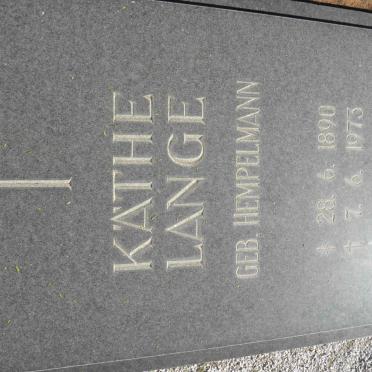 KÄTHE
LANGE
GEB. HEMPELMANN
* 28. 6. 1890
† 7. 6. 1973